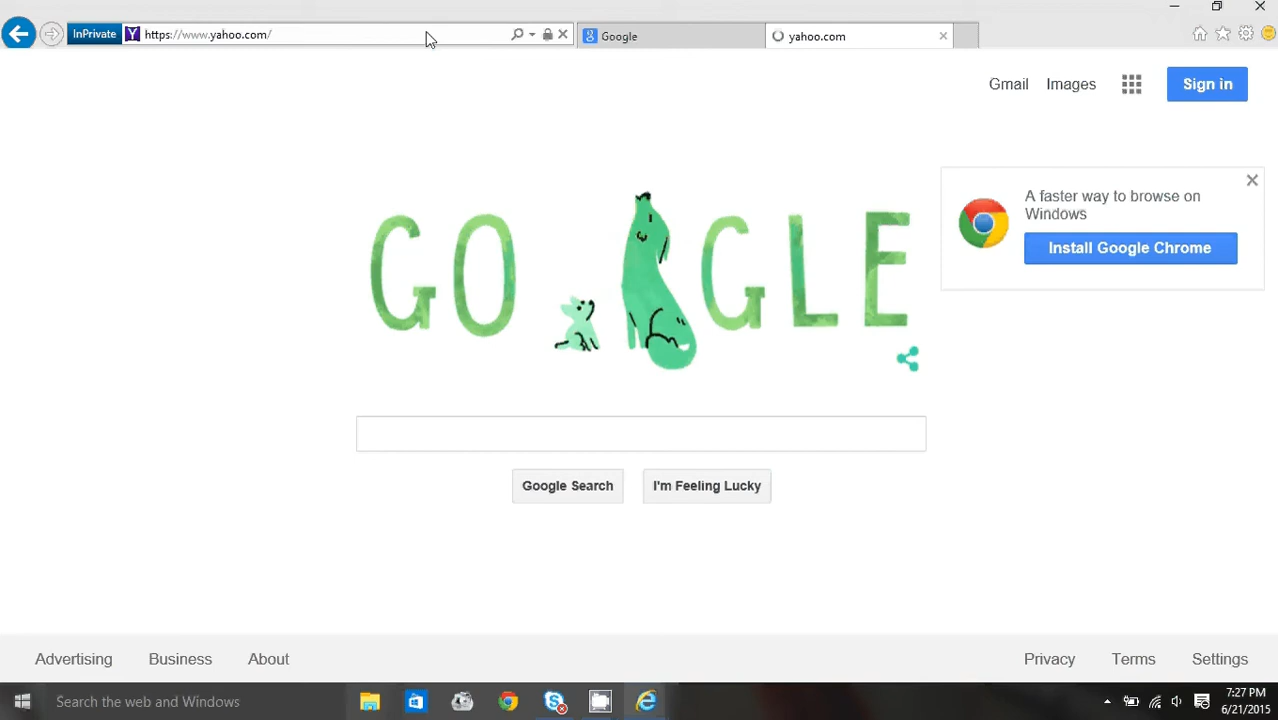 InPrivate https://www.yahoo.com/ Google yahoo.com
Gmail Images Sign in
A faster way to browse on
Windows
Install Google Chrome
GO GLE
Google Search I'm Feeling Lucky
Advertising Business About Privacy Terms Settings
Search the web and Windows
7:27 PM
6/21/2015